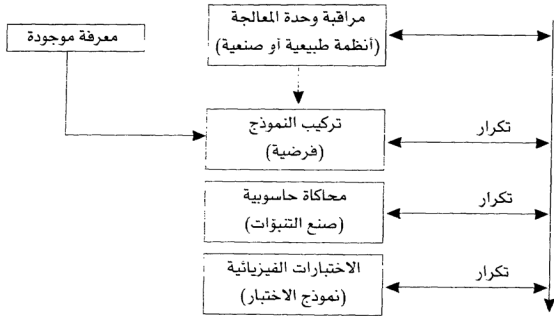 مراقبة وحدة المعالجة
(أنظمة طبيعية أو صنعية)
معرفة موجودة
تركيب النموذج
(فرضية)
تكرار
محاكاة حاسوبية
(صنع التنبؤات)
تكرار
الاختبارات الفيزيائية
(نموذج الاختبار)
تكرار